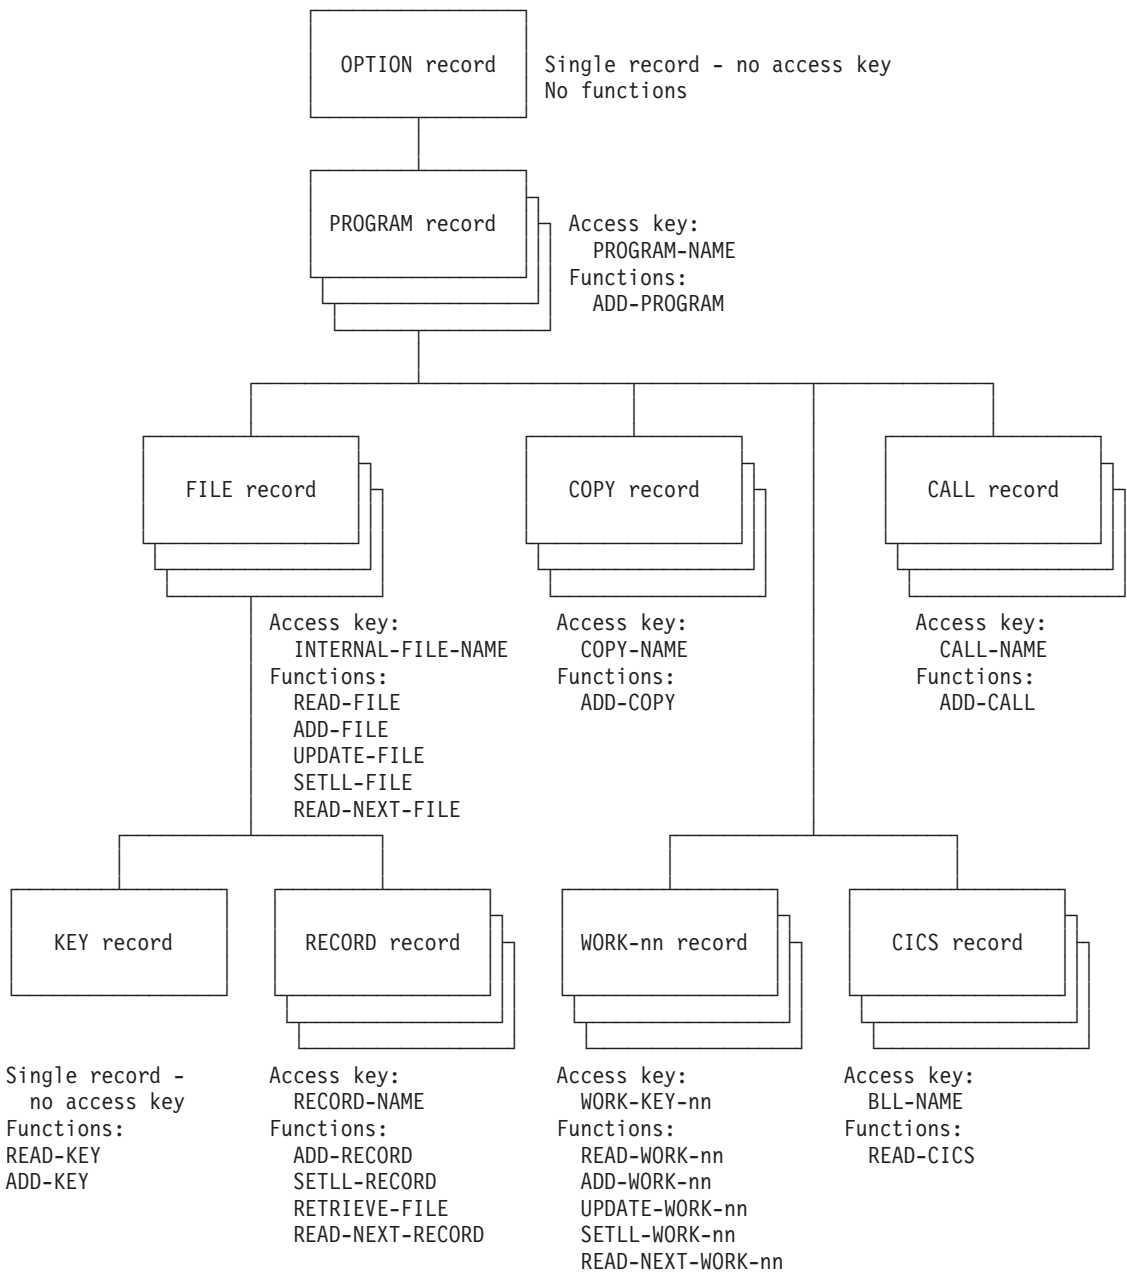 OPTION record
Single record - no access key
No functions
PROGRAM record
Access key:
PROGRAM-NAME
Functions:
ADD-PROGRAM
FILE record
COPY record
CALL record
Access key:
INTERNAL-FILE-NAME
Functions:
READ-FILE
ADD-FILE
UPDATE-FILE
SETLL-FILE
READ-NEXT-FILE
Access key:
COPY-NAME
Functions:
ADD-COPY
Access key:
CALL-NAME
Functions:
ADD-CALL
KEY record
RECORD record
WORK-nn record
CICS record
Single record -
no access key
Functions:
READ-KEY
ADD-KEY
Access key:
RECORD-NAME
Functions:
ADD-RECORD
SETLL-RECORD
RETRIEVE-FILE
READ-NEXT-RECORD
Access key:
WORK-KEY-nn
Functions:
READ-WORK-nn
ADD-WORK-nn
UPDATE-WORK-nn
SETLL-WORK-nn
READ-NEXT-WORK-nn
Access key:
BLL-NAME
Functions:
READ-CICS